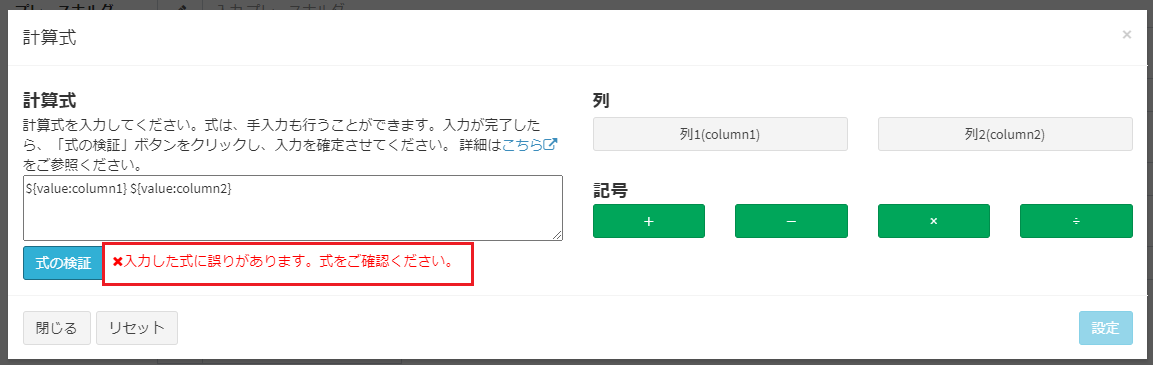 計算式
×
計算式
計算式を入力してください。式は、手入力も行うことができます。入力が完了した
ら、「式の検証」ボタンをクリックし、入力を確定させてください。 詳細はこちら
をご参照ください。
${value:column1} ${value:column2}
式の検証
✖入力した式に誤りがあります。式をご確認ください。
列
列1(column1)
列2(column2)
記号
+
−
×
÷
閉じる
リセット
設定